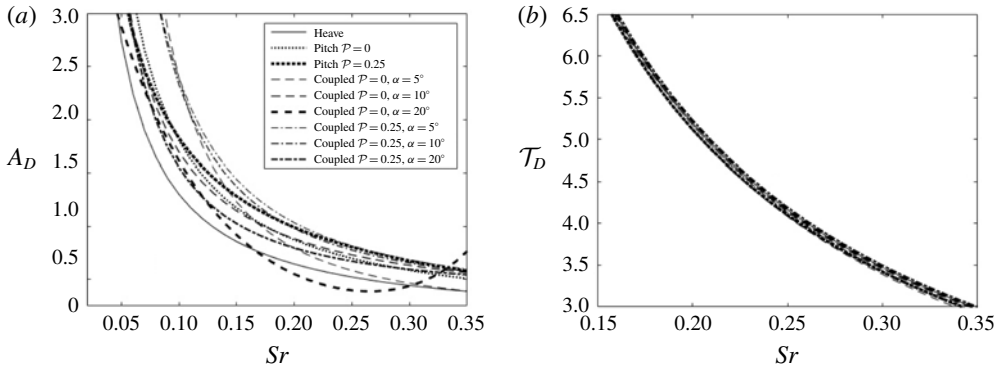 (a)
3.0
2.5
2.0
1.5
1.0
0.5
0
A_D
0.05 0.10 0.15 0.20 0.25 0.30 0.35
Sr
Heave
Pitch 𝒫 = 0
Pitch 𝒫 = 0.25
Coupled 𝒫 = 0, α = 5°
Coupled 𝒫 = 0, α = 10°
Coupled 𝒫 = 0, α = 20°
Coupled 𝒫 = 0.25, α = 5°
Coupled 𝒫 = 0.25, α = 10°
Coupled 𝒫 = 0.25, α = 20°
(b)
6.5
6.0
5.5
5.0
4.5
4.0
3.5
3.0
𝒯_D
0.15 0.20 0.25 0.30 0.35
Sr